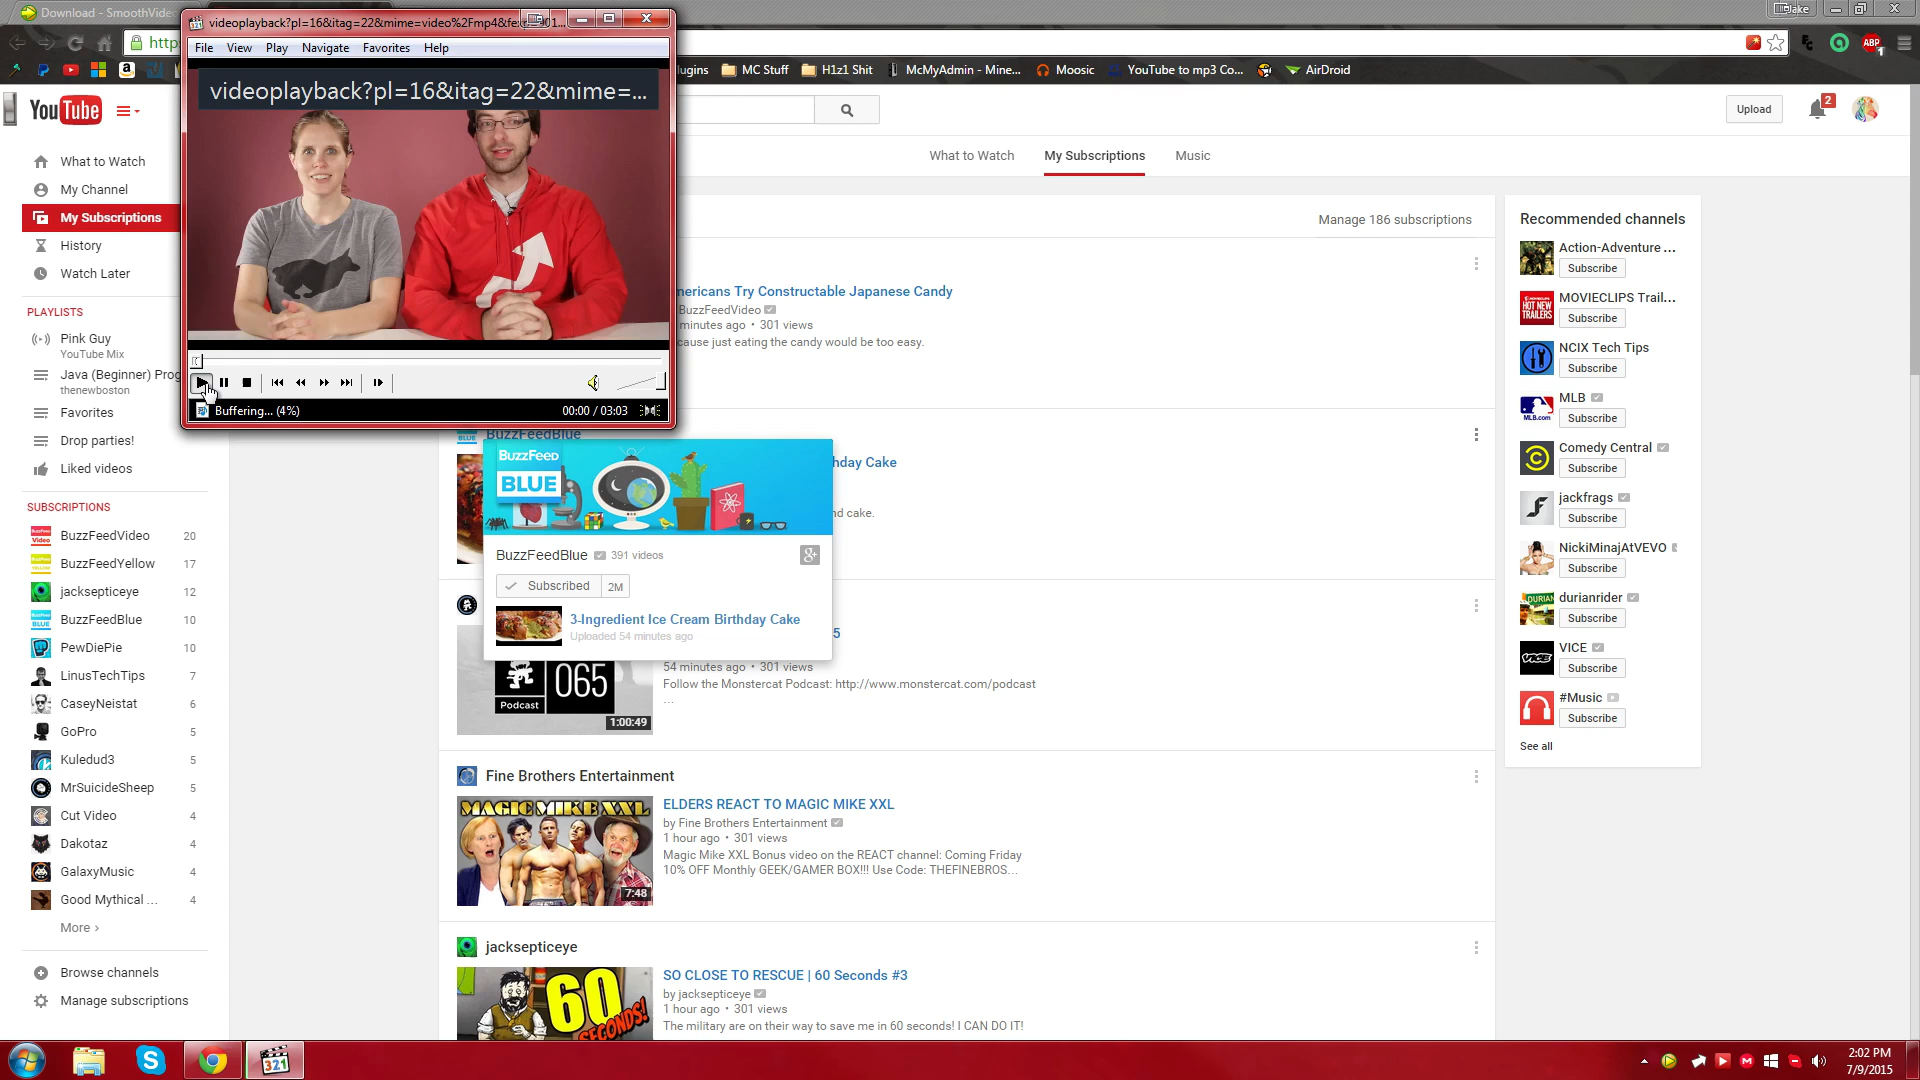 Download - SmoothVide
videoplayback?pl=16&itag=22&mime=video%2Fmp4&fe
Jake
File View Play Navigate Favorites Help
http
ABP
1
lugins MC Stuff H1z1 Shit McMyAdmin - Mine... Moosic YouTube to mp3 Co... AirDroid
videoplayback?pl=16&itag=22&mime=...
YouTube
Upload
2
What to Watch My Subscriptions Music
What to Watch
My Channel
My Subscriptions
History
Watch Later
PLAYLISTS
Pink Guy
YouTube Mix
Java (Beginner) Prog
thenewboston
Favorites
Drop parties!
Liked videos
SUBSCRIPTIONS
BuzzFeedVideo 20
BuzzFeedYellow 17
jacksepticeye 12
BuzzFeedBlue 10
PewDiePie 10
LinusTechTips 7
CaseyNeistat 6
GoPro 5
Kuledud3 5
MrSuicideSheep 5
Cut Video 4
Dakotaz 4
GalaxyMusic 4
Good Mythical ... 4
More ›
Browse channels
Manage subscriptions
Buffering... (4%) 00:00 / 03:03
Manage 186 subscriptions
mericans Try Constructable Japanese Candy
BuzzFeedVideo
minutes ago • 301 views
cause just eating the candy would be too easy.
BuzzFeedBlue
hday Cake
nd cake.
BuzzFeed
BLUE
BuzzFeedBlue 391 videos
Subscribed 2M
3-Ingredient Ice Cream Birthday Cake
Uploaded 54 minutes ago
5
54 minutes ago • 301 views
Follow the Monstercat Podcast: http://www.monstercat.com/podcast
...
Podcast
065
1:00:49
Fine Brothers Entertainment
MAGIC MIKE XXL
7:48
ELDERS REACT TO MAGIC MIKE XXL
by Fine Brothers Entertainment
1 hour ago • 301 views
Magic Mike XXL Bonus video on the REACT channel: Coming Friday
10% OFF Monthly GEEK/GAMER BOX!!! Use Code: THEFINEBROS...
jacksepticeye
60
SECONDS!
SO CLOSE TO RESCUE | 60 Seconds #3
by jacksepticeye
1 hour ago • 301 views
The military are on their way to save me in 60 seconds! I CAN DO IT!
Recommended channels
Action-Adventure ...
Subscribe
MOVIECLIPS Trail...
Subscribe
NCIX Tech Tips
Subscribe
MLB
Subscribe
Comedy Central
Subscribe
jackfrags
Subscribe
NickiMinajAtVEVO
Subscribe
durianrider
Subscribe
VICE
Subscribe
#Music
Subscribe
See all
321
2:02 PM
7/9/2015